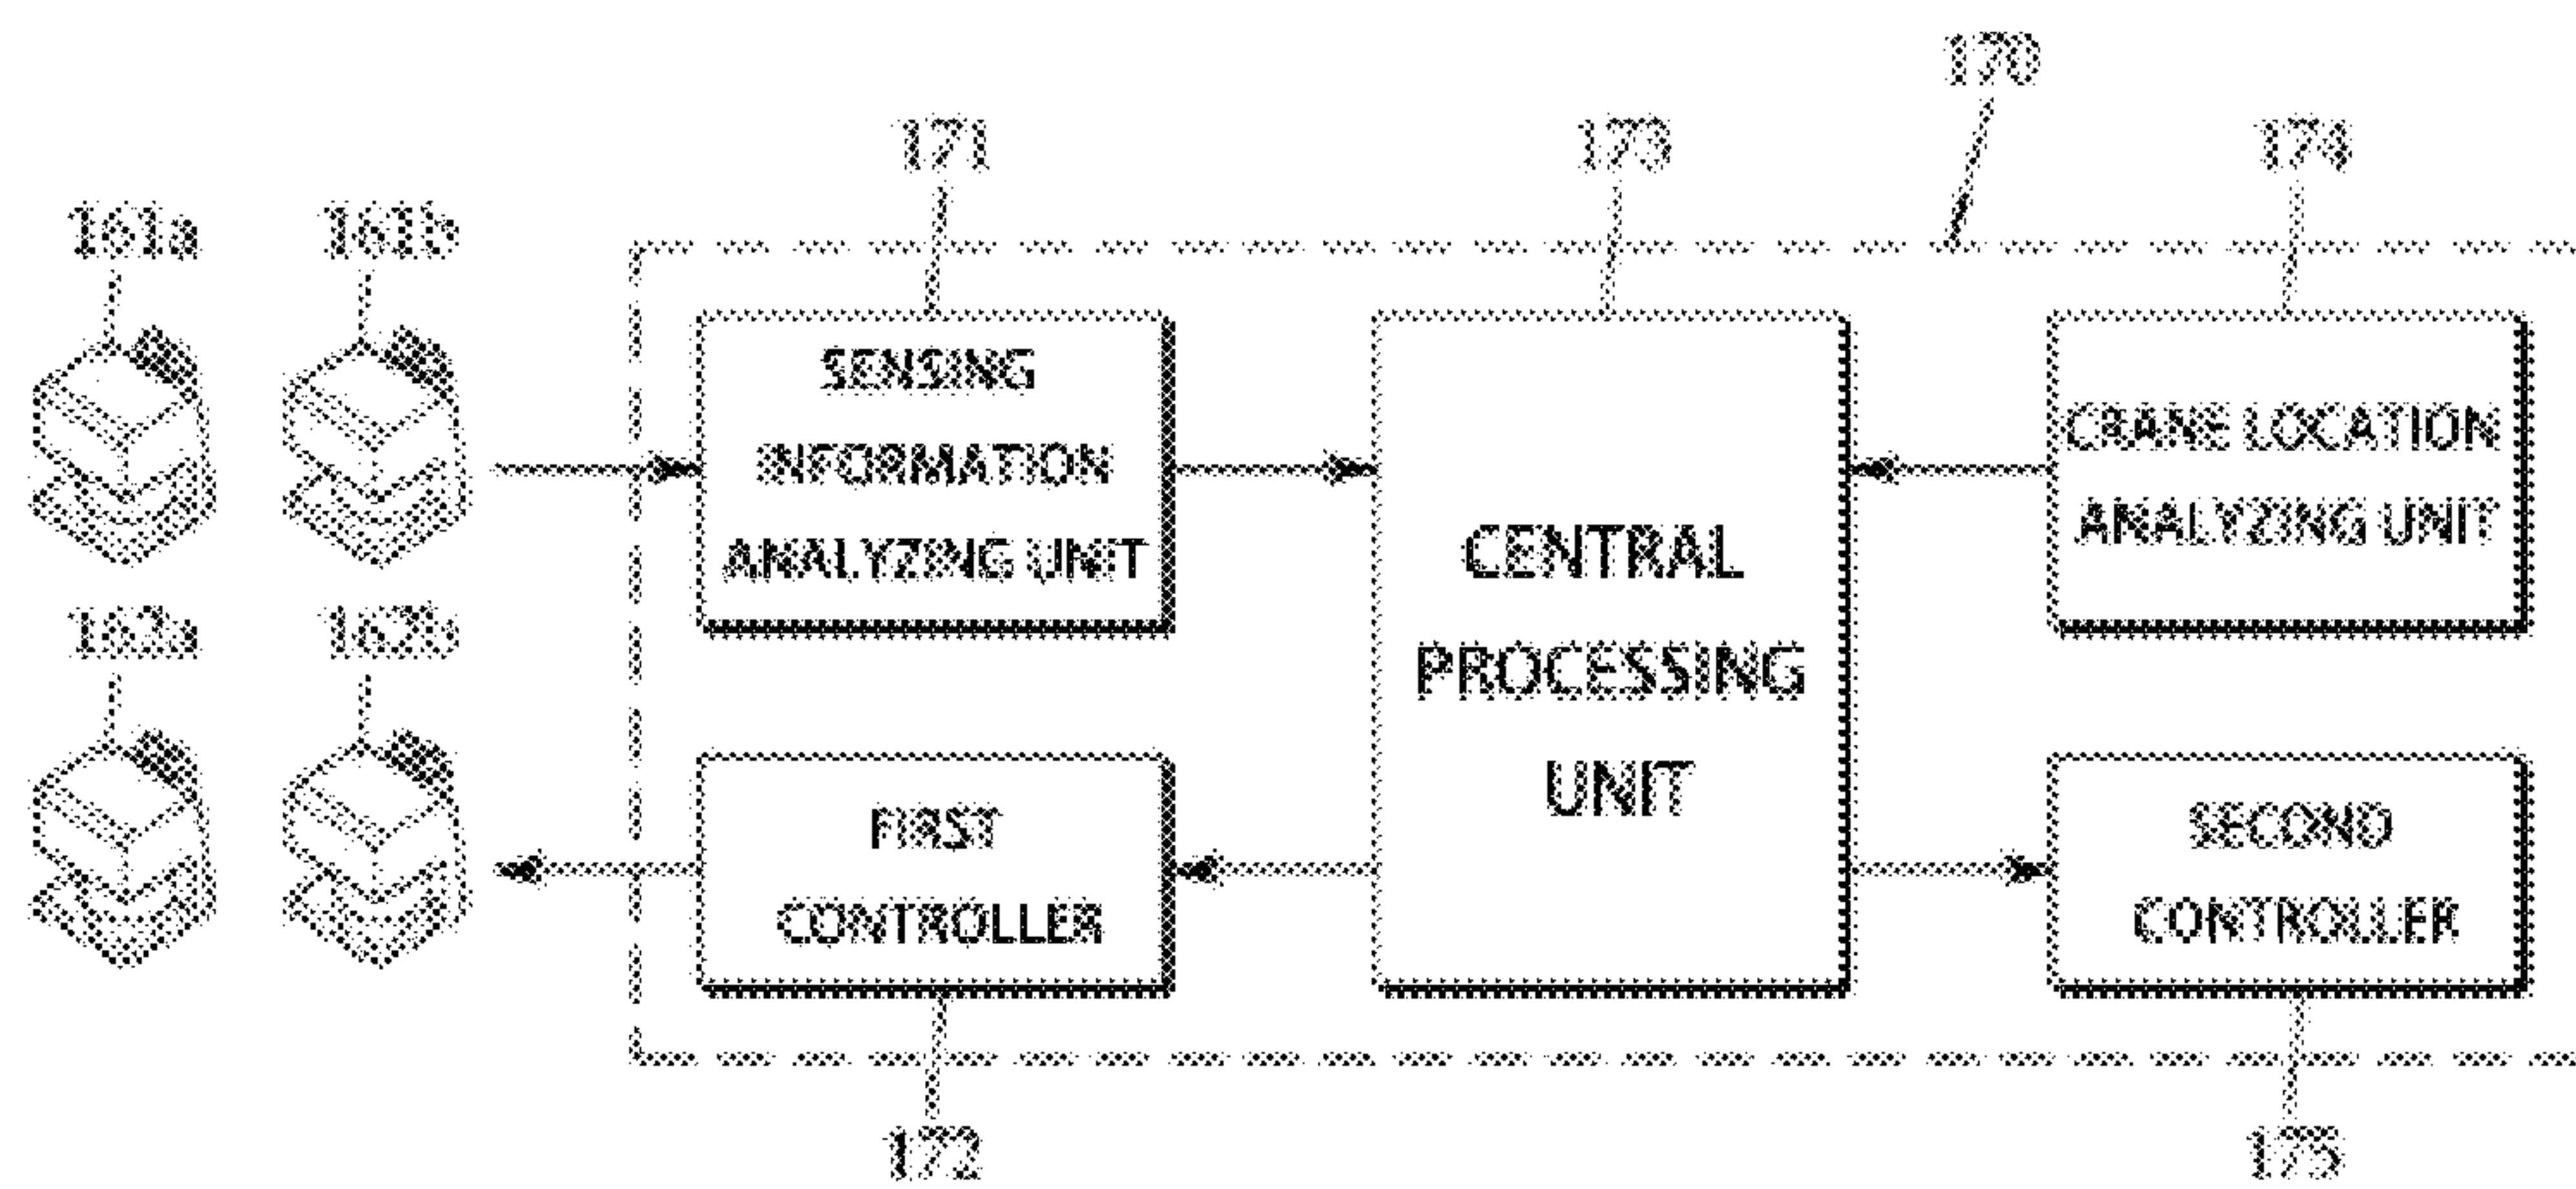 170
171
173
174
161a
161b
SENSING
INFORMATION
ANALYZING UNIT
CENTRAL
PROCESSING
UNIT
CRANE LOCATION
ANALYZING UNIT
162a
162b
FIRST
CONTROLLER
SECOND
CONTROLLER
172
175